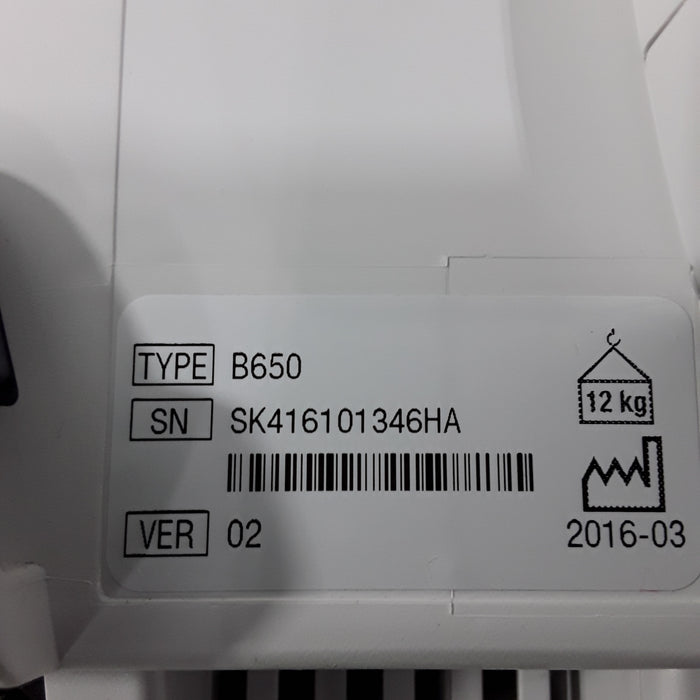 TYPE B650
SN SK416101346HA
12 kg
VER 02
2016-03